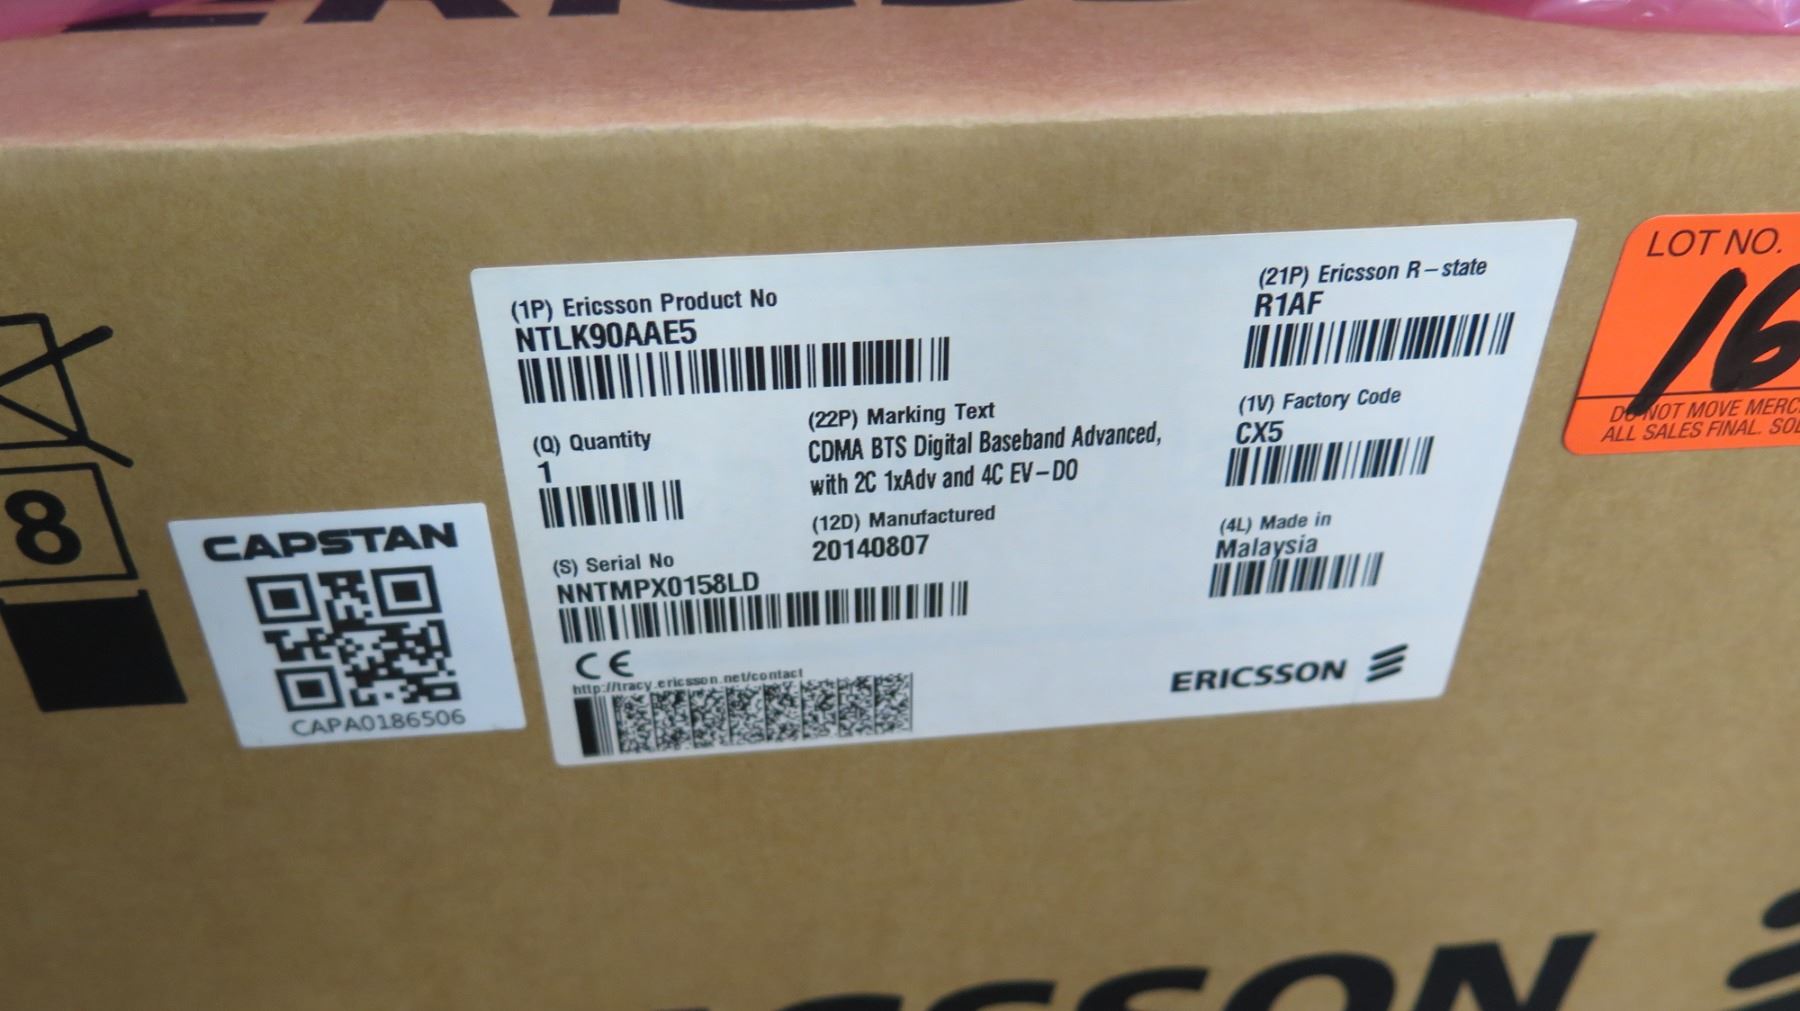 (1P) Ericsson Product No
NTLK90AAE5
(21P) Ericsson R-state
R1AF
(Q) Quantity
1
(22P) Marking Text
CDMA BTS Digital Baseband Advanced,
with 2C 1xAdv and 4C EV-DO
(1V) Factory Code
CX5
(12D) Manufactured
20140807
(4L) Made in
Malaysia
(S) Serial No
NNTMPX0158LD
CE
http://tracy.ericsson.net/contact
ERICSSON
8
CAPSTAN
CAPA0186506
LOT NO.
16
DO NOT MOVE MERC
ALL SALES FINAL. SOL